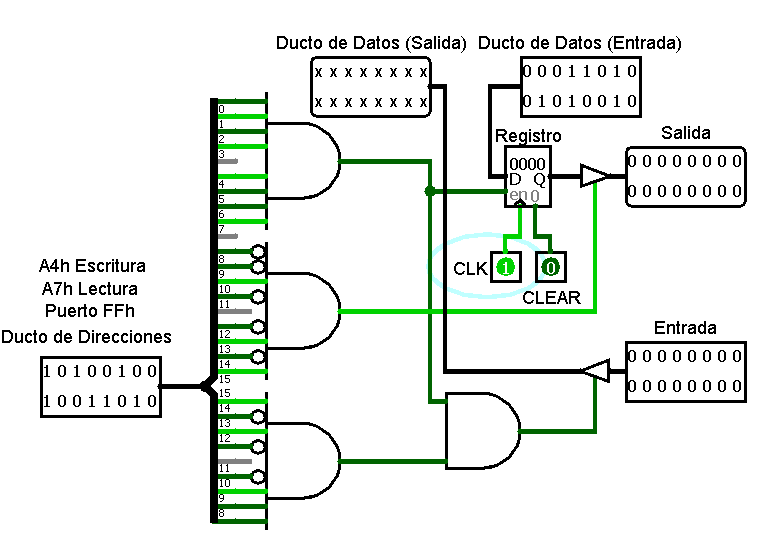 Ducto de Datos (Salida)
Ducto de Datos (Entrada)
x x x x x x x x
x x x x x x x x
0 0 0 1 1 0 1 0
0 1 0 1 0 0 1 0
Registro
0000
D Q
en 0
Salida
0 0 0 0 0 0 0 0
0 0 0 0 0 0 0 0
CLK
1
0
CLEAR
A4h Escritura
A7h Lectura
Puerto FFh
Ducto de Direcciones
1 0 1 0 0 1 0 0
1 0 0 1 1 0 1 0
Entrada
0 0 0 0 0 0 0 0
0 0 0 0 0 0 0 0
0
1
2
3
4
5
6
7
8
9
10
11
12
13
14
15
15
14
13
12
11
10
9
8